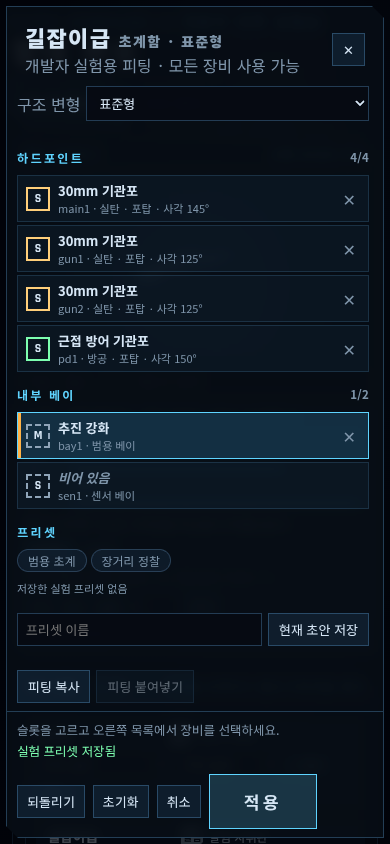 길잡이급 초계함 · 표준형
×
개발자 실험용 피팅 · 모든 장비 사용 가능
구조 변형 표준형
하드포인트 4/4
S 30mm 기관포 ×
main1 · 실탄 · 포탑 · 사각 145°
S 30mm 기관포 ×
gun1 · 실탄 · 포탑 · 사각 125°
S 30mm 기관포 ×
gun2 · 실탄 · 포탑 · 사각 125°
S 근접 방어 기관포 ×
pd1 · 방공 · 포탑 · 사각 150°
내부 베이 1/2
M 추진 강화 ×
bay1 · 범용 베이
S 비어 있음
sen1 · 센서 베이
프리셋
범용 초계 장거리 정찰
저장한 실험 프리셋 없음
프리셋 이름 현재 초안 저장
피팅 복사 피팅 붙여넣기
슬롯을 고르고 오른쪽 목록에서 장비를 선택하세요.
실험 프리셋 저장됨
되돌리기 초기화 취소 적용